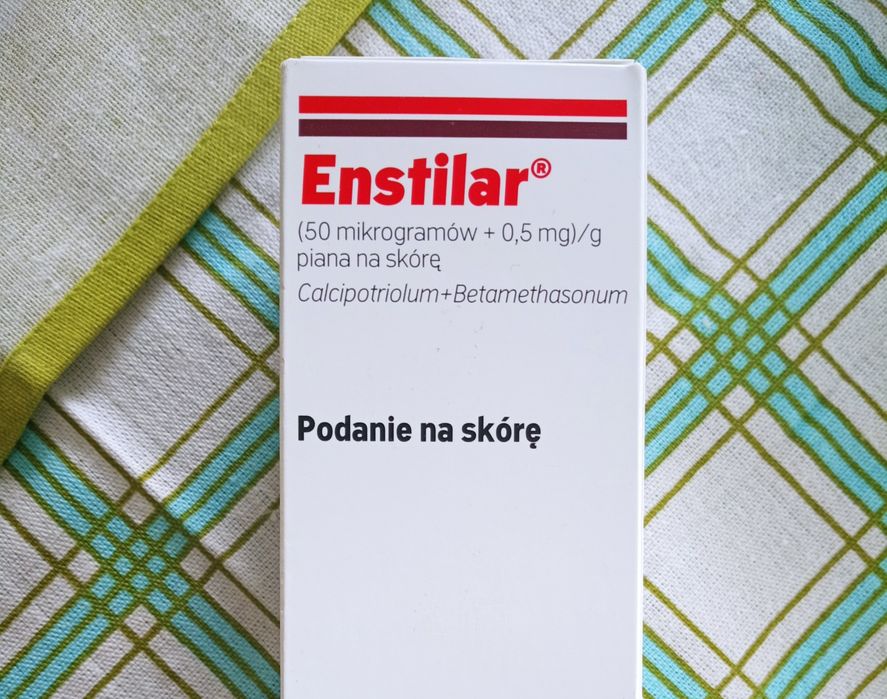 Enstilar®
(50 mikrogramów + 0,5 mg)/g
piana na skórę
Calcipotriolum+Betamethasonum
Podanie na skórę